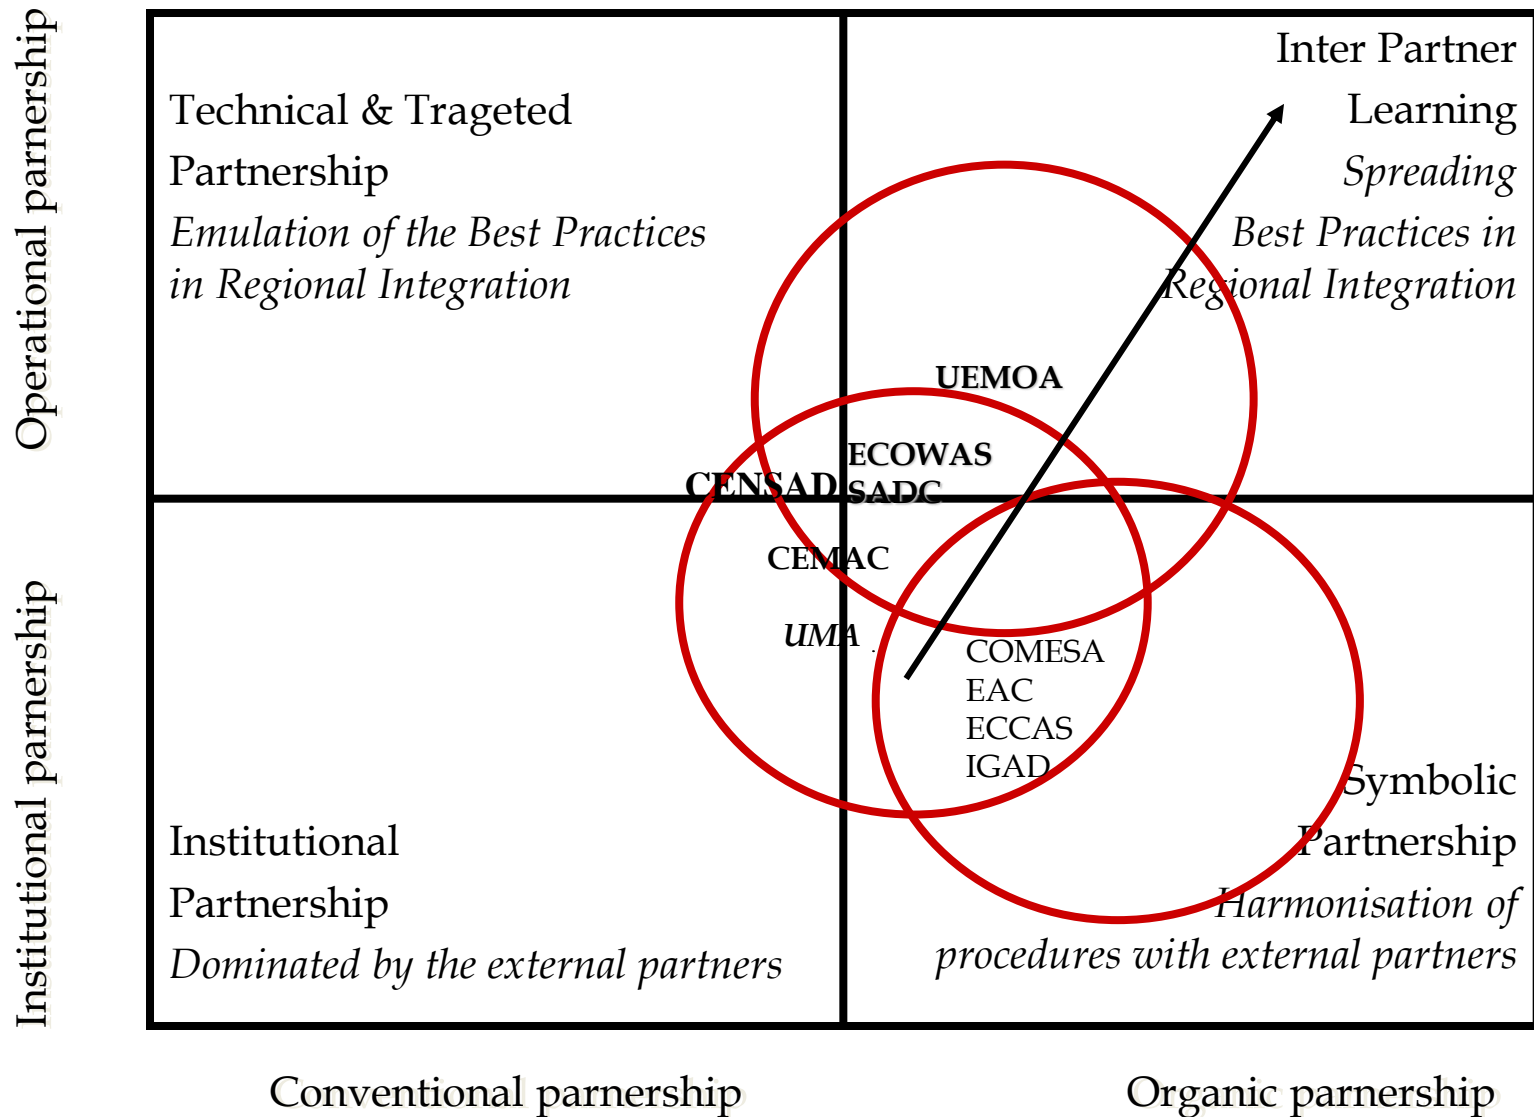 Operational parnership
Technical & Trageted
Partnership
Emulation of the Best Practices
in Regional Integration
Inter Partner
Learning
Spreading
Best Practices in
Regional Integration
UEMOA
ECOWAS
CENSAD
SADC
CEMAC
UMA .
COMESA
EAC
ECCAS
IGAD
Institutional parnership
Institutional
Partnership
Dominated by the external partners
Symbolic
Partnership
Harmonisation of
procedures with external partners
Conventional parnership
Organic parnership